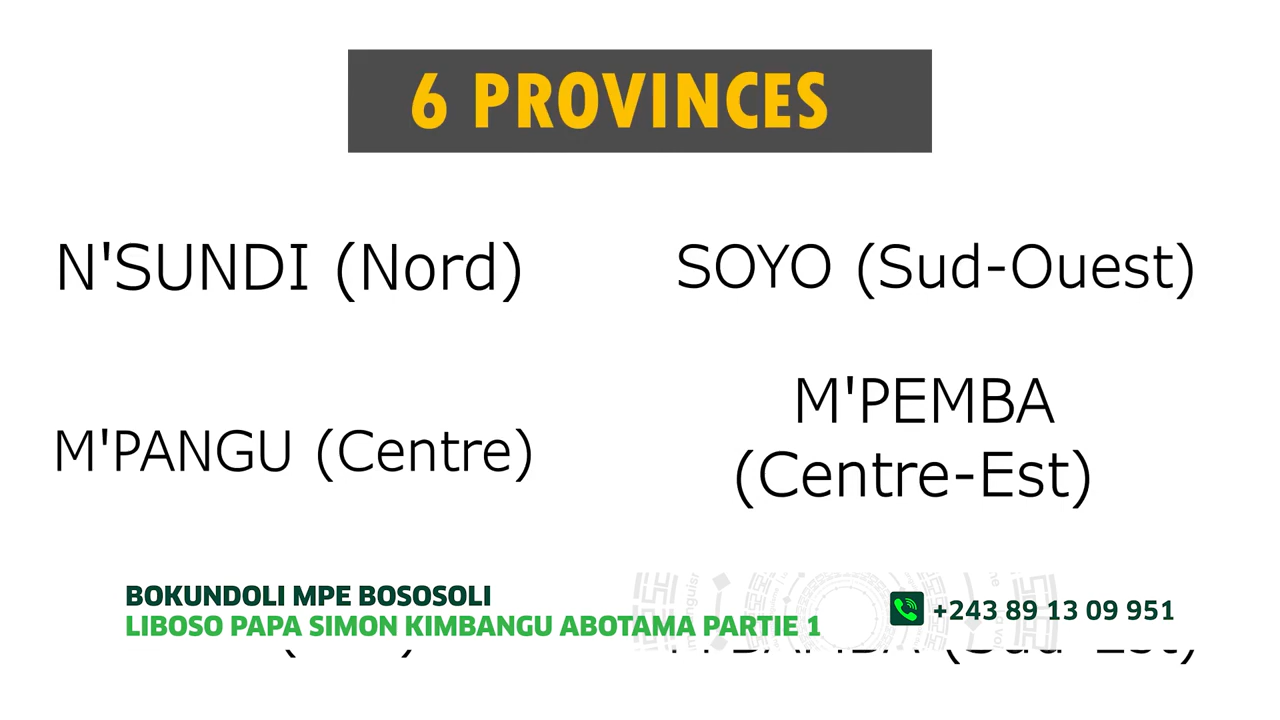 6 PROVINCES
N'SUNDI (Nord)
SOYO (Sud-Ouest)
M'PANGU (Centre)
M'PEMBA
(Centre-Est)
BOKUNDOLI MPE BOSOSOLI
LIBOSO PAPA SIMON KIMBANGU ABOTAMA PARTIE 1
+243 89 13 09 951